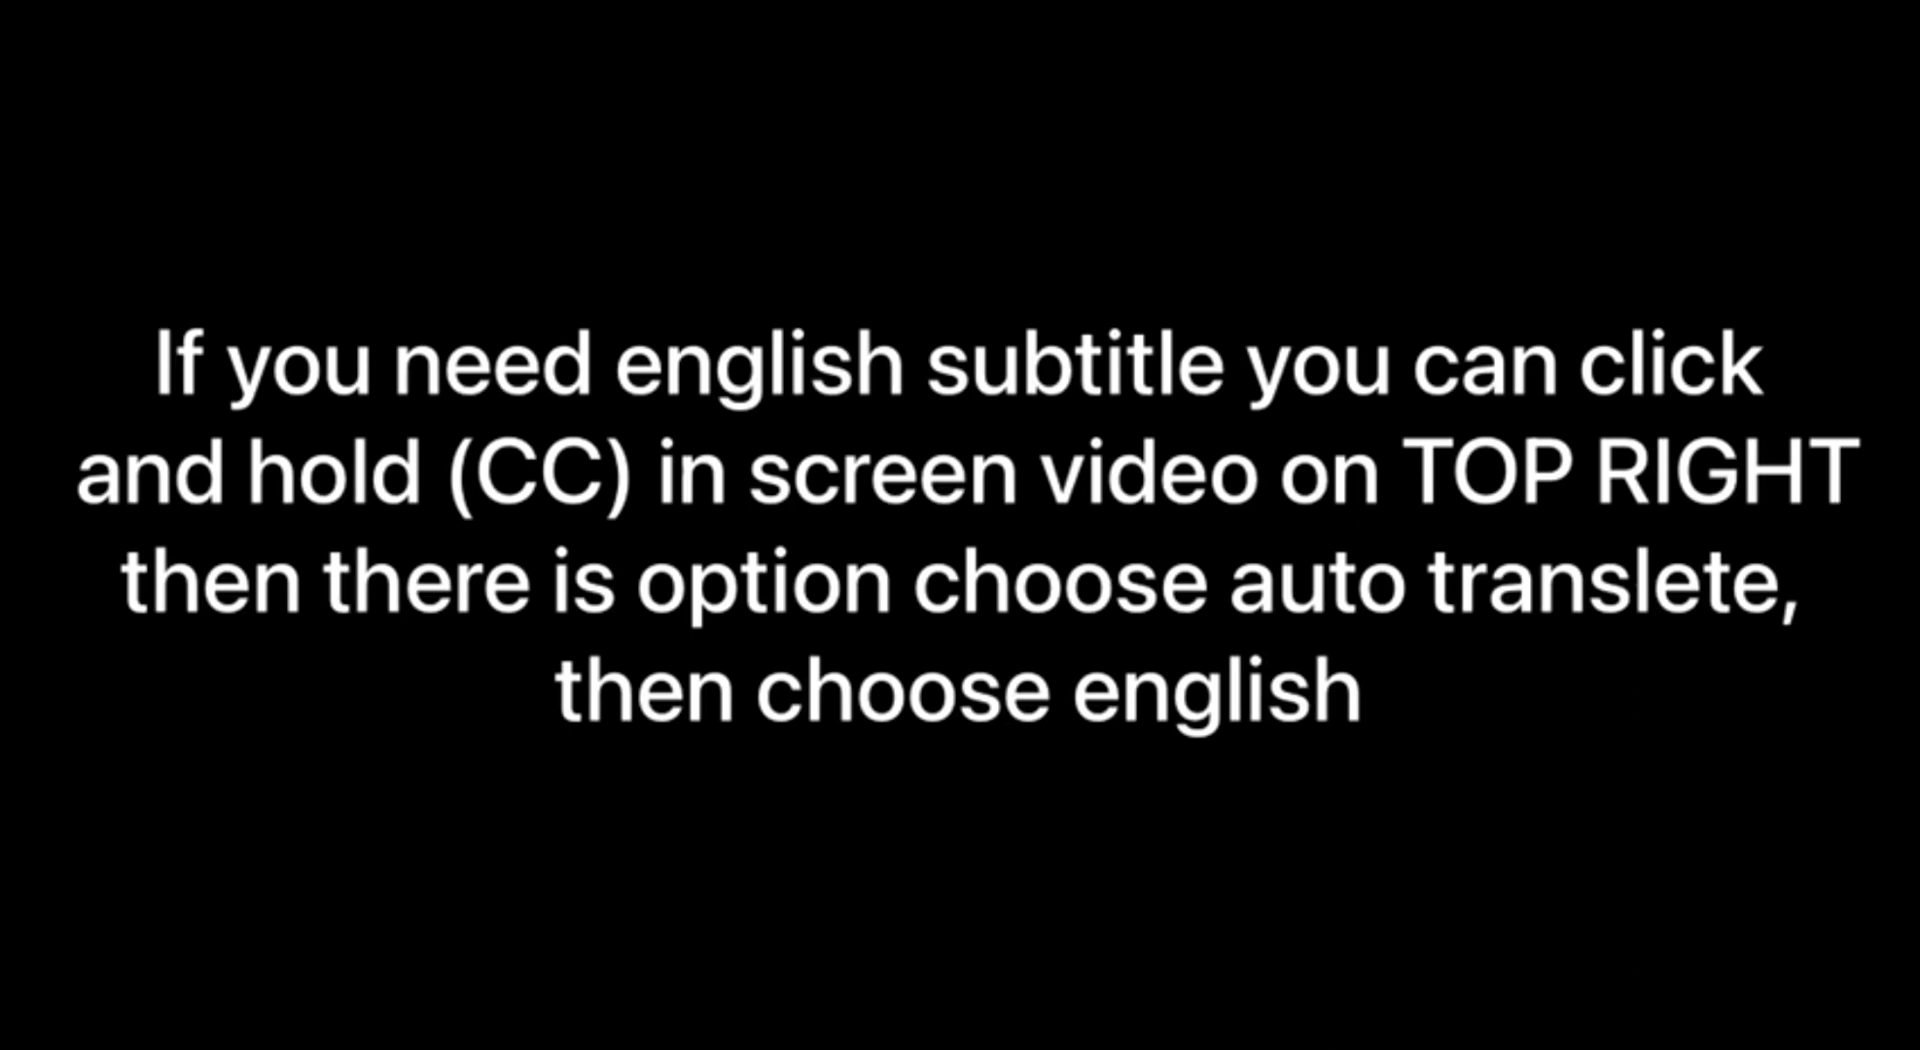 If you need english subtitle you can click
and hold (CC) in screen video on TOP RIGHT
then there is option choose auto translete,
then choose english